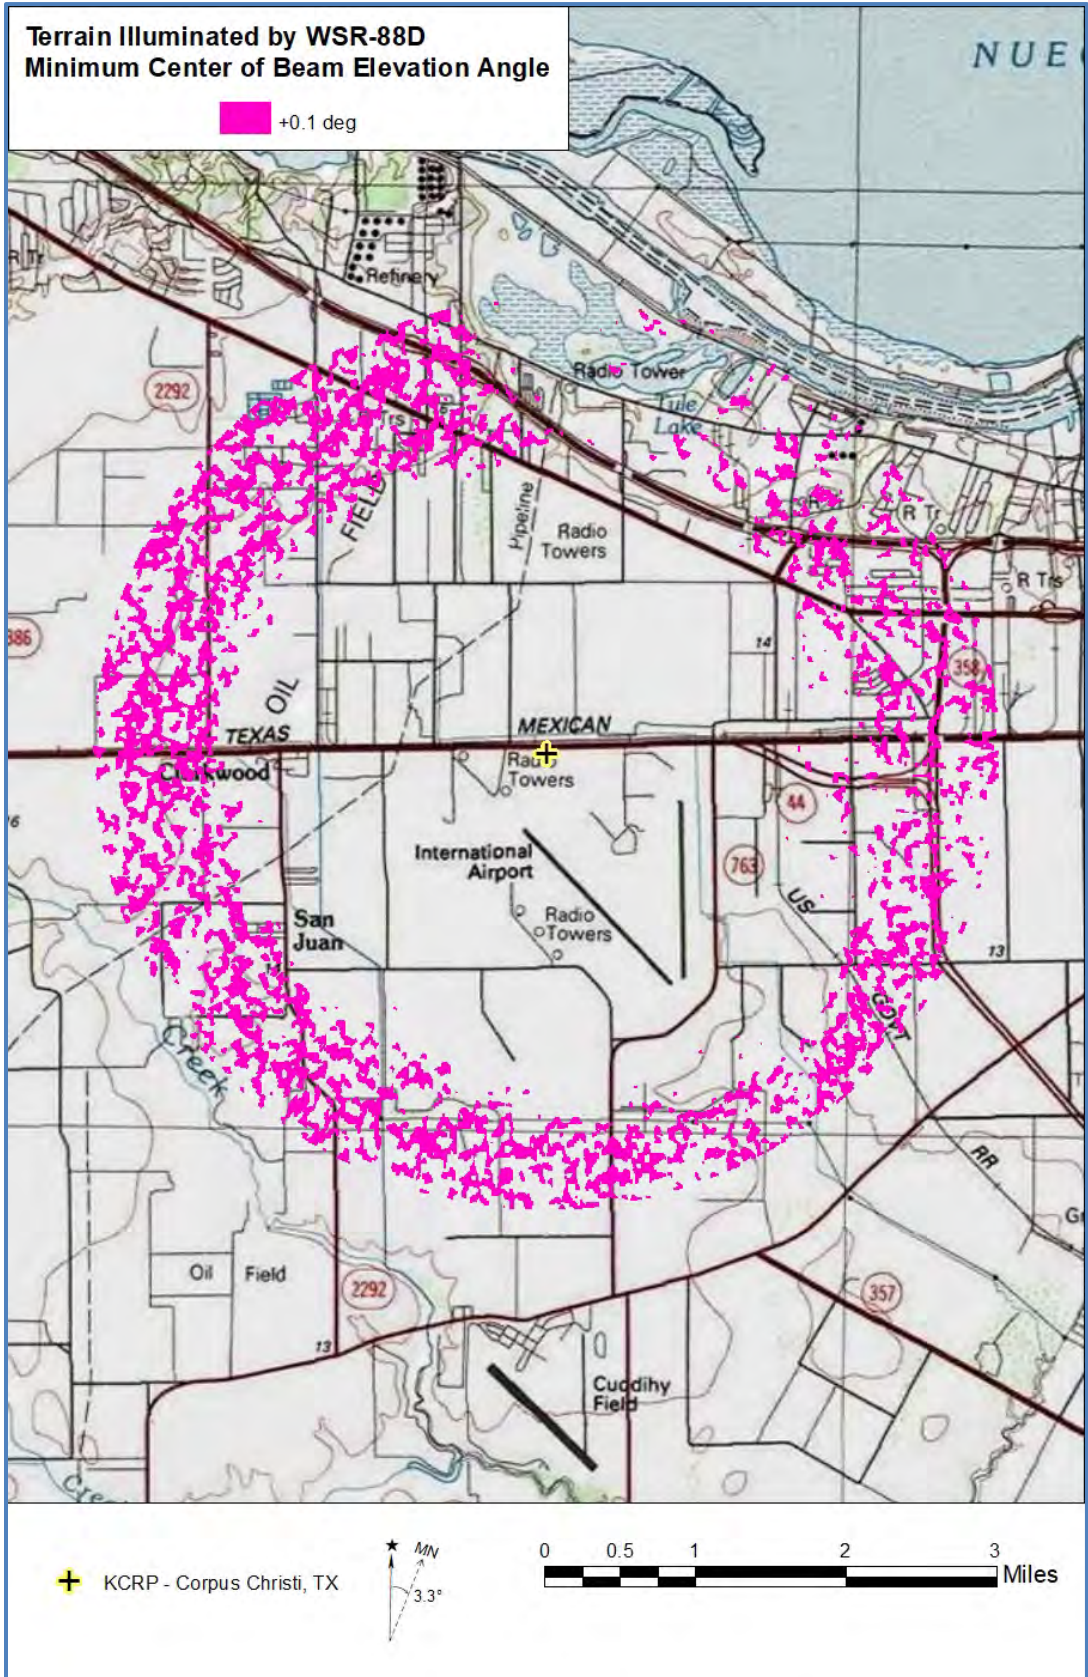 Terrain Illuminated by WSR-88D
Minimum Center of Beam Elevation Angle
+0.1 deg
NUE
R Tr
Refinery
2292
Radio Tower
Tule
Lake
Trs
FIELD
Pipeline
Radio
Towers
R Tr
R Trs
14
358
OIL
TEXAS
MEXICAN
Towers
44
763
International
Airport
US
San
Juan
Radio
Towers
13
GOVT
Creek
RR
Oil Field
2292
357
13
Cuddihy
Field
KCRP - Corpus Christi, TX
MN
3.3°
0 0.5 1 2 3
Miles